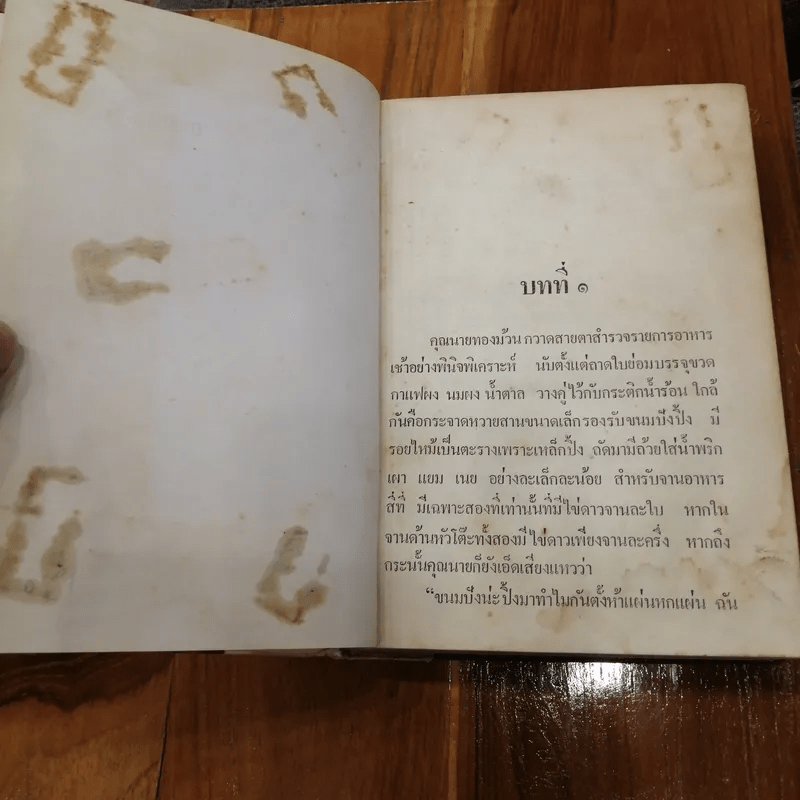 บทที่ ๑
คุณนายทองม้วน กวาดสายตาสำรวจรายการอาหาร
เช้าอย่างพินิจพิเคราะห์ นับตั้งแต่ถาดใบย่อมบรรจุขวด
กาแฟผง นมผง น้ำตาล วางคู่ไว้กับกระติกน้ำร้อน ใกล้
กันคือกระจาดหวายสานขนาดเล็กรองรับขนมปังปิ้ง มี
รอยไหม้เป็นตะรางเพราะเหล็กปิ้ง ถัดมามีถ้วยใส่น้ำพริก
เผา แยม เนย อย่างละเล็กละน้อย สำหรับจานอาหาร
สี่ที่ มีเฉพาะสองที่เท่านั้นที่มีไข่ดาวจานละใบ หากใน
จานด้านหัวโต๊ะทั้งสองมีไข่ดาวเพียงจานละครึ่ง หากถึง
กระนั้นคุณนายก็ยังเอ็ดเสียงแหวว่า
“ขนมปังน่ะปิ้งมาทำไมกันตั้งห้าแผ่นหกแผ่น ฉัน